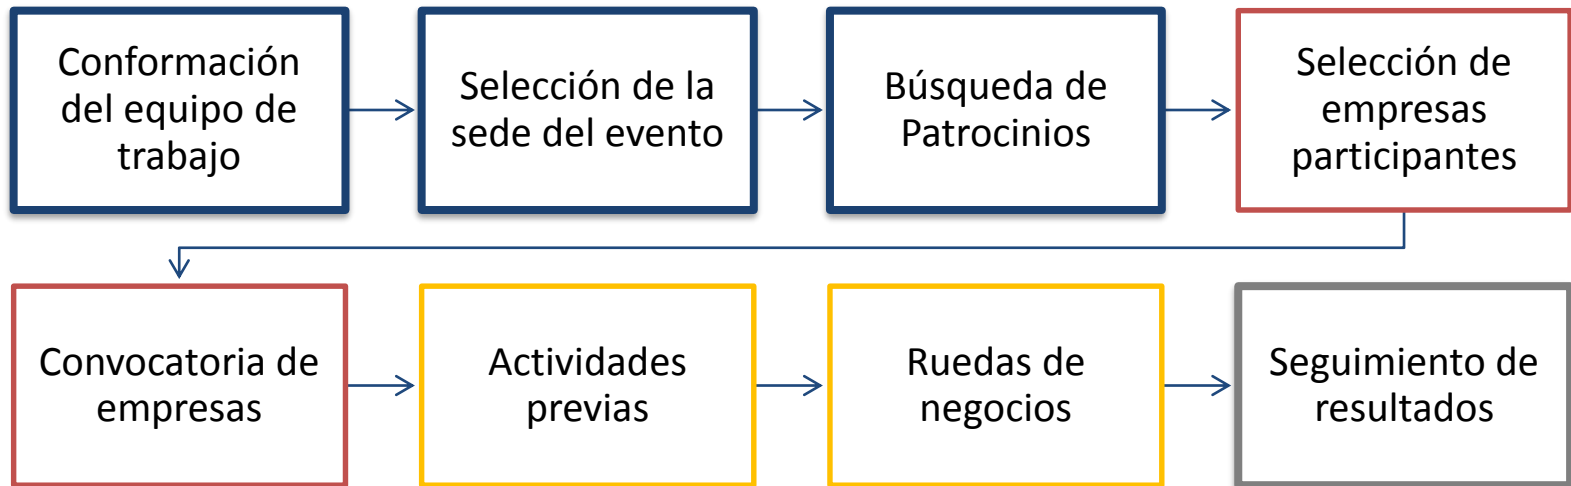 Conformación
del equipo de
trabajo
Selección de la
sede del evento
Búsqueda de
Patrocinios
Selección de
empresas
participantes
Convocatoria de
empresas
Actividades
previas
Ruedas de
negocios
Seguimiento de
resultados